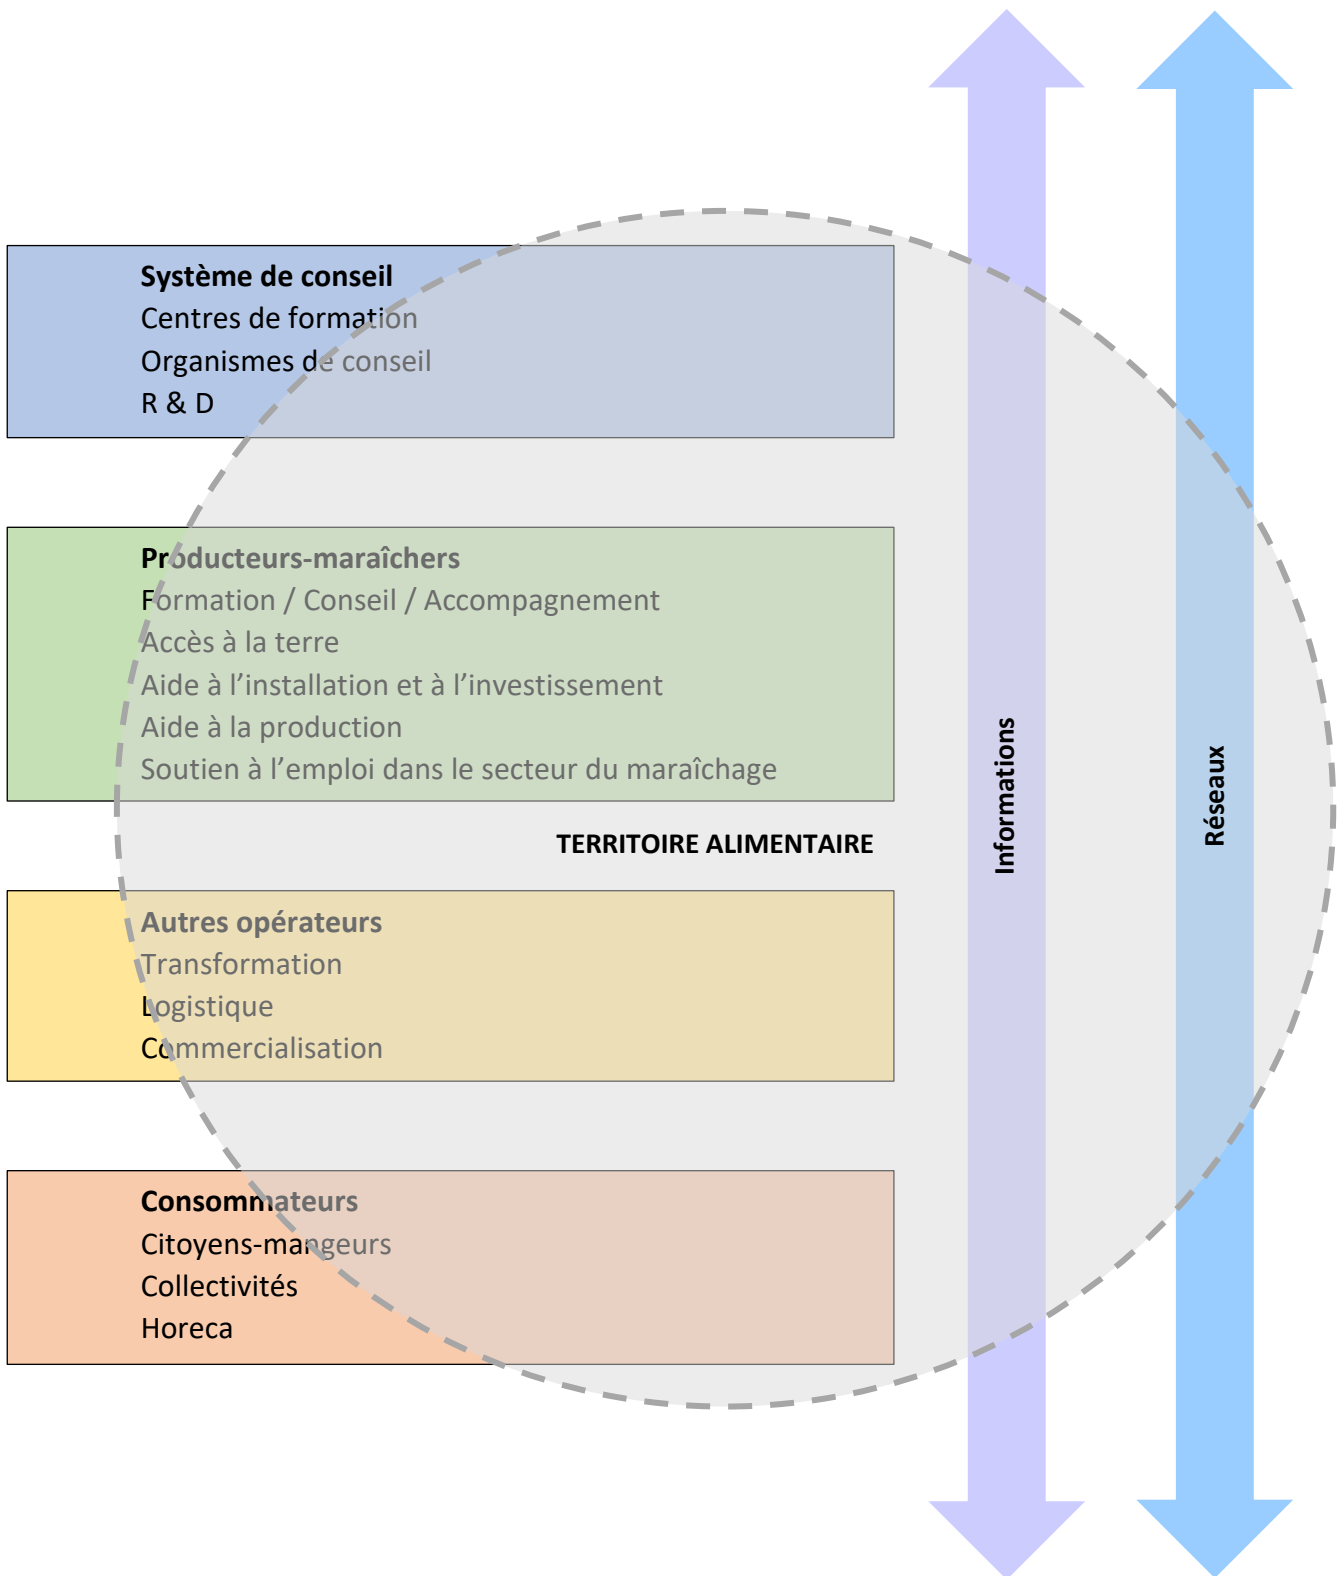 Système de conseil
Centres de formation
Organismes de conseil
R & D
Producteurs-maraîchers
Formation / Conseil / Accompagnement
Accès à la terre
Aide à l’installation et à l’investissement
Aide à la production
Soutien à l’emploi dans le secteur du maraîchage
TERRITOIRE ALIMENTAIRE
Autres opérateurs
Transformation
Logistique
Commercialisation
Consommateurs
Citoyens-mangeurs
Collectivités
Horeca
Informations
Réseaux